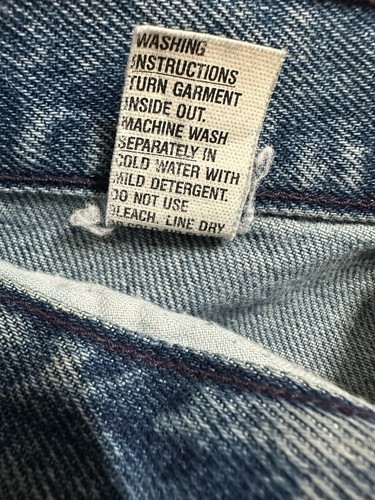 WASHING
INSTRUCTIONS
TURN GARMENT
INSIDE OUT.
MACHINE WASH
SEPARATELY IN
COLD WATER WITH
MILD DETERGENT.
DO NOT USE
BLEACH. LINE DRY